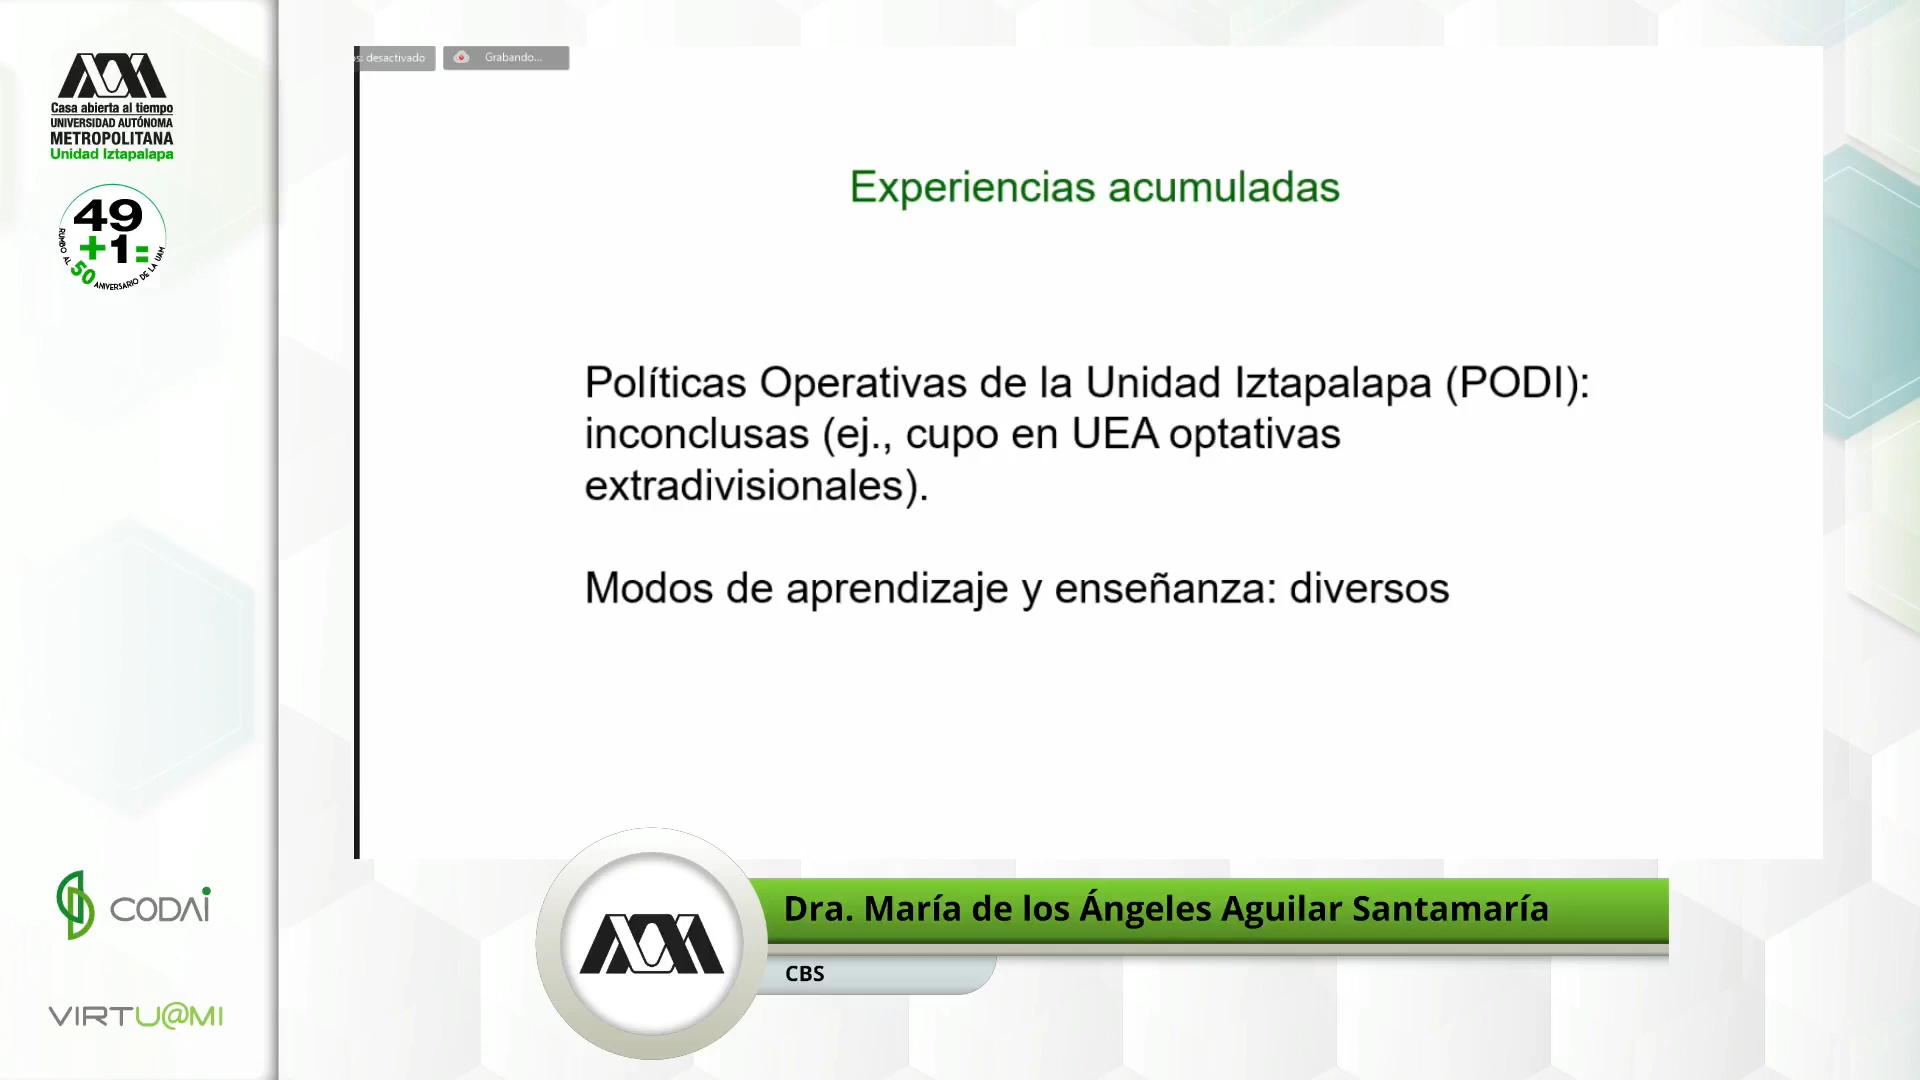 os: desactivado
Grabando...
Casa abierta al tiempo
UNIVERSIDAD AUTÓNOMA
METROPOLITANA
Unidad Iztapalapa
49
+1=
RUMBO AL 50 ANIVERSARIO DE LA UAM
Experiencias acumuladas
Políticas Operativas de la Unidad Iztapalapa (PODI):
inconclusas (ej., cupo en UEA optativas
extradivisionales).
Modos de aprendizaje y enseñanza: diversos
CODAI
VIRTU@MI
Dra. María de los Ángeles Aguilar Santamaría
CBS